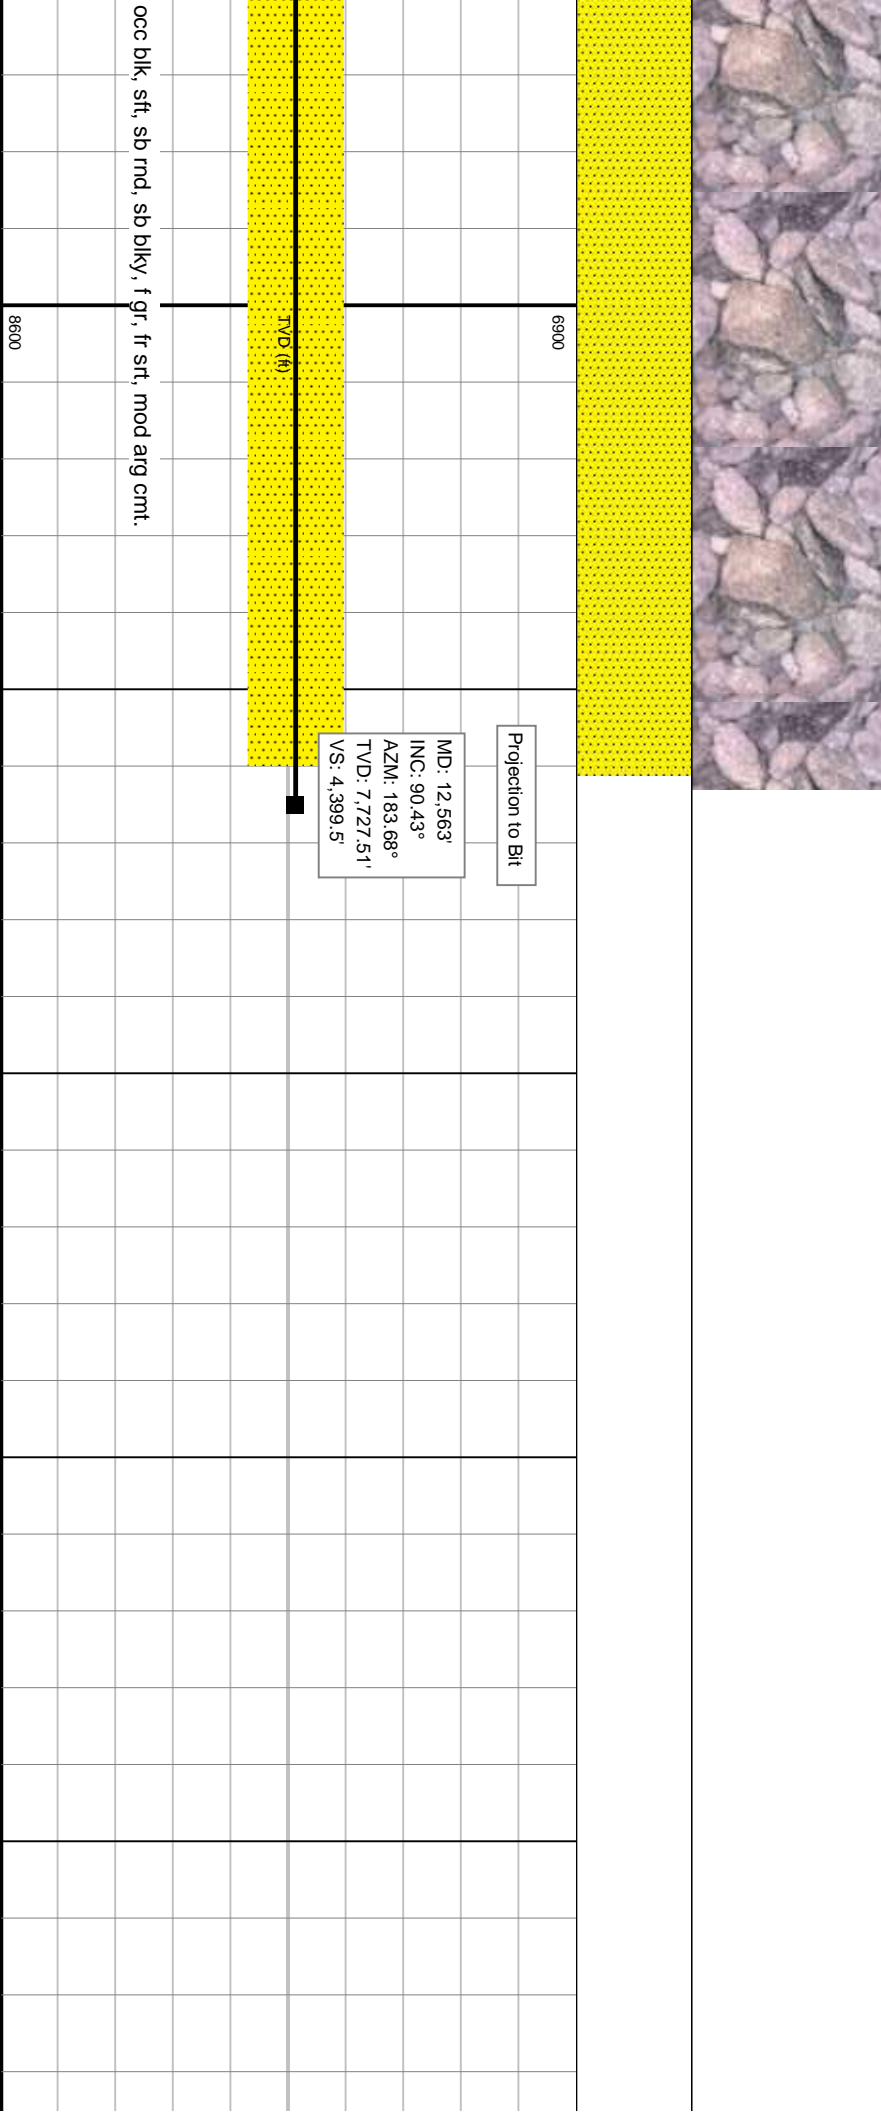 occ blk, sft, sb rnd, sb blky, f gr, fr srt, mod arg cmt.
8600
TVD (ft)
6900
Projection to Bit
MD: 12,563'
INC: 90.43°
AZM: 183.68°
TVD: 7,727.51'
VS: 4,399.5'